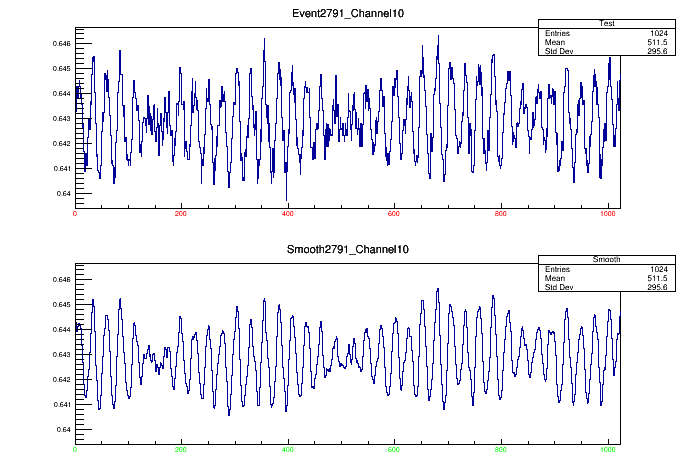 Event2791_Channel10
Test
Entries 1024
Mean 511.5
Std Dev 295.6
0.646
0.645
0.644
0.643
0.642
0.641
0.64
0 200 400 600 800 1000
Smooth2791_Channel10
Smooth
Entries 1024
Mean 511.5
Std Dev 295.6
0.646
0.645
0.644
0.643
0.642
0.641
0.64
0 200 400 600 800 1000